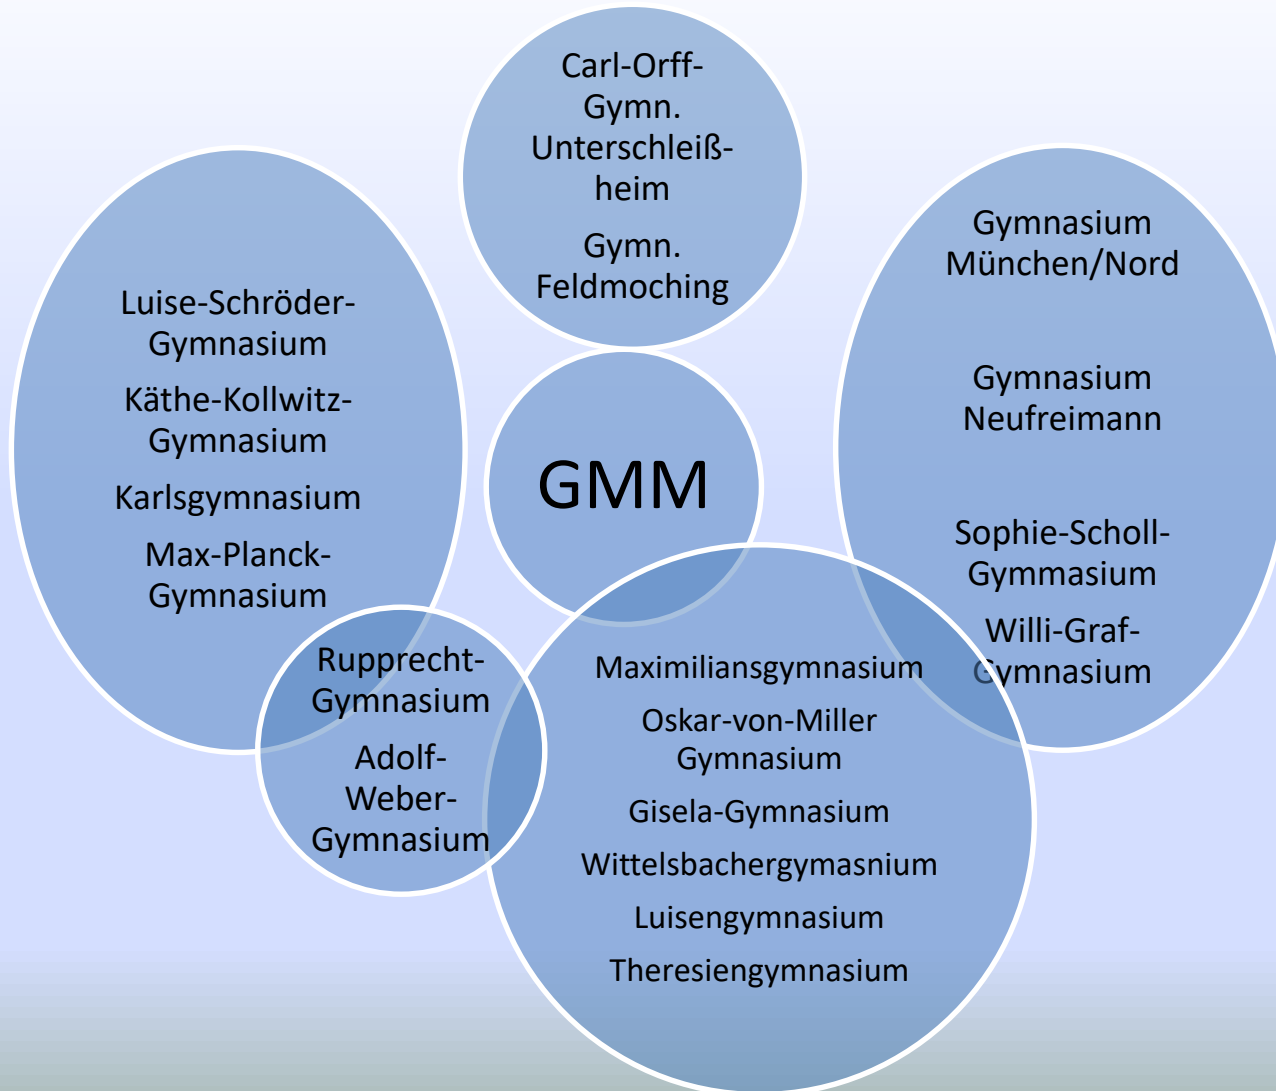 Carl-Orff-
Gymn.
Unterschleiß-
heim
Gymn.
Feldmoching
Luise-Schröder-
Gymnasium
Käthe-Kollwitz-
Gymnasium
Karlsgymnasium
Max-Planck-
Gymnasium
GMM
Gymnasium
München/Nord
Gymnasium
Neufreimann
Sophie-Scholl-
Gymmasium
Willi-Graf-
Gymnasium
Rupprecht-
Gymnasium
Adolf-
Weber-
Gymnasium
Maximiliansgymnasium
Oskar-von-Miller
Gymnasium
Gisela-Gymnasium
Wittelsbachergymasnium
Luisengymnasium
Theresiengymnasium